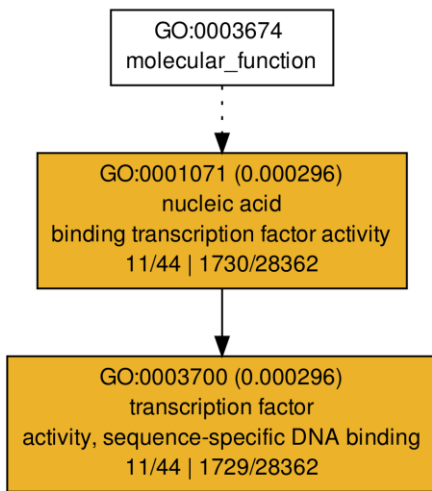 GO:0003674
molecular_function
GO:0001071 (0.000296)
nucleic acid
binding transcription factor activity
11/44 | 1730/28362
GO:0003700 (0.000296)
transcription factor
activity, sequence-specific DNA binding
11/44 | 1729/28362